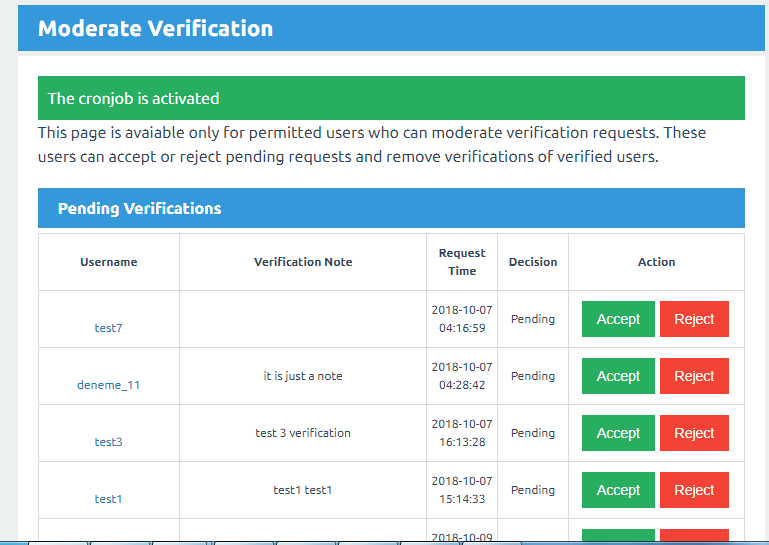 Moderate Verification
The cronjob is activated
This page is avaiable only for permitted users who can moderate verification requests. These
users can accept or reject pending requests and remove verifications of verified users.
Pending Verifications
Username Verification Note Request Time Decision Action
test7 2018-10-07 04:16:59 Pending Accept Reject
deneme_11 it is just a note 2018-10-07 04:28:42 Pending Accept Reject
test3 test 3 verification 2018-10-07 16:13:28 Pending Accept Reject
test1 test1 test1 2018-10-07 15:14:33 Pending Accept Reject
2018-10-09